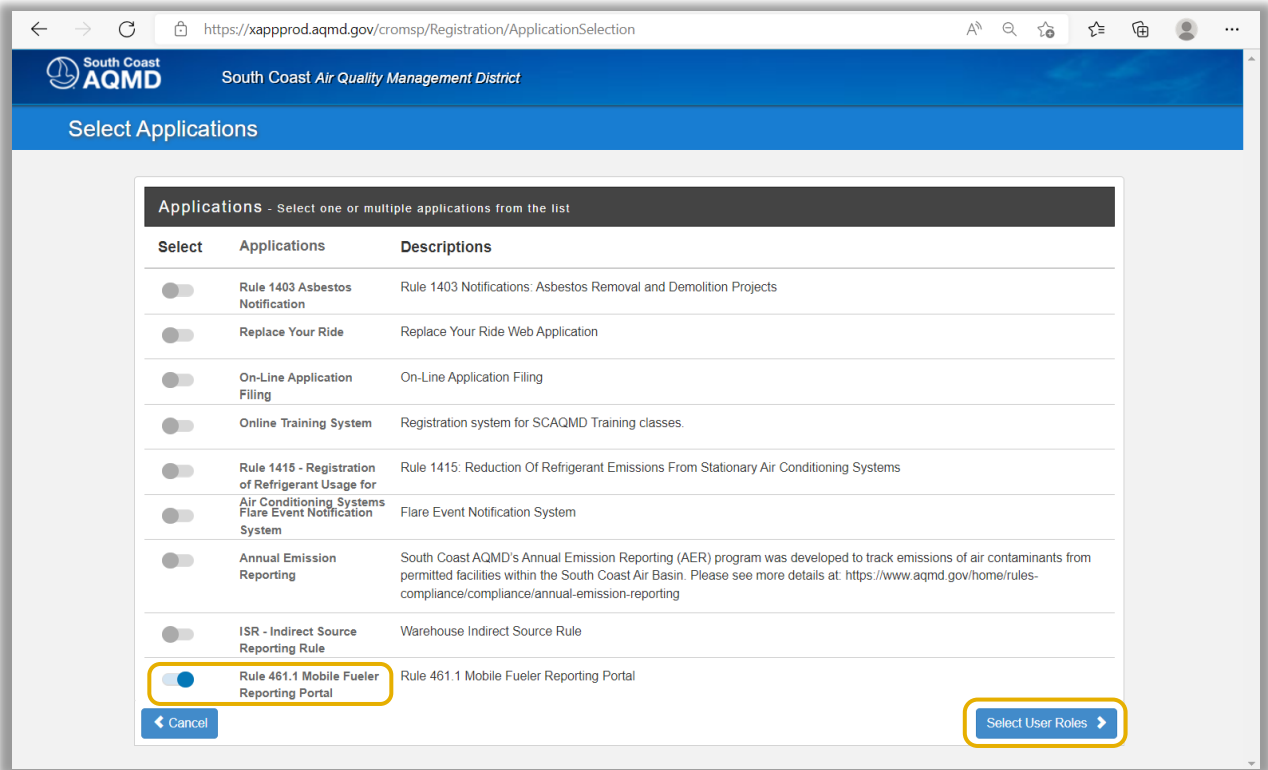 https://xappprod.aqmd.gov/cromsp/Registration/ApplicationSelection
South Coast
AQMD
South Coast Air Quality Management District
Select Applications
Applications - Select one or multiple applications from the list
Select Applications Descriptions
Rule 1403 Asbestos Rule 1403 Notifications: Asbestos Removal and Demolition Projects
Notification
Replace Your Ride Replace Your Ride Web Application
On-Line Application On-Line Application Filing
Filing
Online Training System Registration system for SCAQMD Training classes.
Rule 1415 - Registration Rule 1415: Reduction Of Refrigerant Emissions From Stationary Air Conditioning Systems
of Refrigerant Usage for
Air Conditioning Systems
Flare Event Notification Flare Event Notification System
System
Annual Emission South Coast AQMD's Annual Emission Reporting (AER) program was developed to track emissions of air contaminants from
Reporting permitted facilities within the South Coast Air Basin. Please see more details at: https://www.aqmd.gov/home/rules-
compliance/compliance/annual-emission-reporting
ISR - Indirect Source Warehouse Indirect Source Rule
Reporting Rule
Rule 461.1 Mobile Fueler Rule 461.1 Mobile Fueler Reporting Portal
Reporting Portal
Cancel Select User Roles